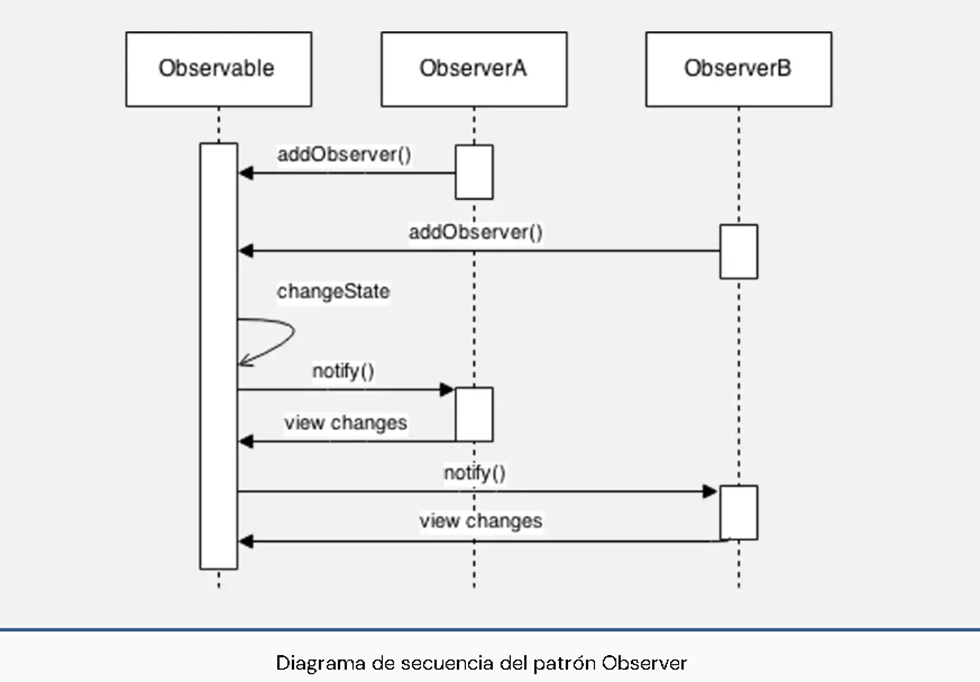 Observable
ObserverA
ObserverB
addObserver()
addObserver()
changeState
notify()
view changes
notify()
view changes
Diagrama de secuencia del patrón Observer